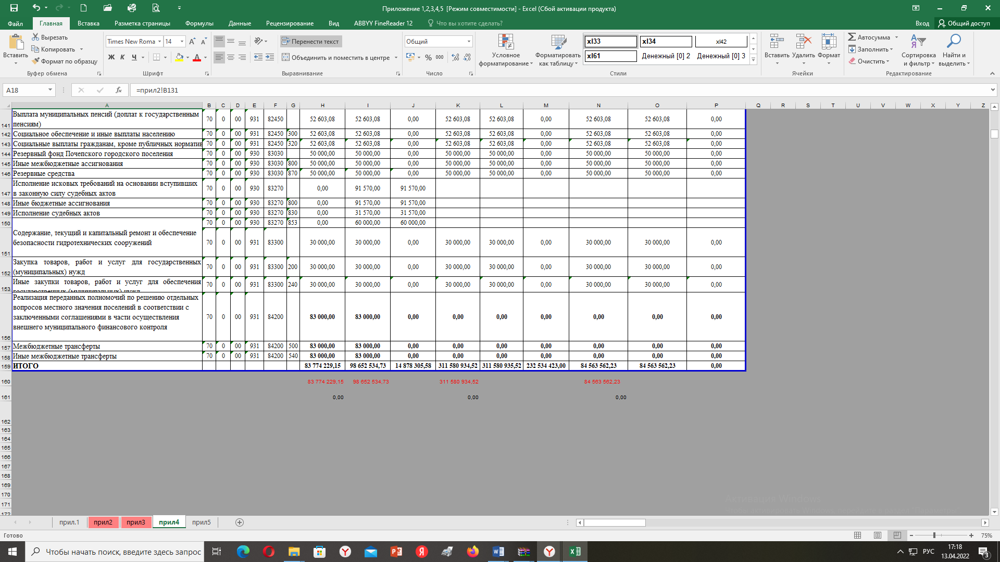 Приложение 1,2,3,4,5 [Режим совместимости] - Excel (Сбой активации продукта)
Файл Главная Вставка Разметка страницы Формулы Данные Рецензирование Вид ABBYY FineReader 12 Что вы хотите сделать? Вход Общий доступ
Вставить Вырезать Копировать Формат по образцу Буфер обмена
Times New Roma 14 Ж К Ч А Шрифт
Перенести текст Объединить и поместить в центре Выравнивание
Общий % 000 Число
Условное форматирование Форматировать как таблицу
xl33 xl34 xl42
xl61 Денежный [0] 2 Денежный [0] 3
Стили
Вставить Удалить Формат Ячейки
Автосумма Заполнить Очистить Сортировка и фильтр Найти и выделить Редактирование
A18 fx =прил2!B131
A B C D E F G H I J K L M N O P Q R S T U V W X Y Z
141 Выплата муниципальных пенсий (доплат к государственным пенсиям) 70 0 00 931 82450 52 603,08 52 603,08 0,00 52 603,08 52 603,08 0,00 52 603,08 52 603,08 0,00
142 Социальное обеспечение и иные выплаты населению 70 0 00 931 82450 300 52 603,08 52 603,08 0,00 52 603,08 52 603,08 0,00 52 603,08 52 603,08 0,00
143 Социальные выплаты гражданам, кроме публичных норматив 70 0 00 931 82450 320 52 603,08 52 603,08 0,00 52 603,08 52 603,08 0,00 52 603,08 52 603,08 0,00
144 Резервный фонд Почепского городского поселения 70 0 00 930 83030 50 000,00 50 000,00 0,00 50 000,00 50 000,00 0,00 50 000,00 50 000,00 0,00
145 Иные межбюджетные ассигнования 70 0 00 930 83030 800 50 000,00 50 000,00 0,00 50 000,00 50 000,00 0,00 50 000,00 50 000,00 0,00
146 Резервные средства 70 0 00 930 83030 870 50 000,00 50 000,00 0,00 50 000,00 50 000,00 0,00 50 000,00 50 000,00 0,00
147 Исполнение исковых требований на основании вступивших в законную силу судебных актов 70 0 00 930 83270 0,00 91 570,00 91 570,00
148 Иные бюджетные ассигнования 70 0 00 930 83270 800 0,00 91 570,00 91 570,00
149 Исполнение судебных актов 70 0 00 930 83270 830 0,00 31 570,00 31 570,00
150 70 0 00 930 83270 853 0,00 60 000,00 60 000,00
151 Содержание, текущий и капитальный ремонт и обеспечение безопасности гидротехнических сооружений 70 0 00 931 83300 30 000,00 30 000,00 0,00 30 000,00 30 000,00 0,00 30 000,00 30 000,00 0,00
152 Закупка товаров, работ и услуг для государственных (муниципальных) нужд 70 0 00 931 83300 200 30 000,00 30 000,00 0,00 30 000,00 30 000,00 0,00 30 000,00 30 000,00 0,00
153 Иные закупки товаров, работ и услуг для обеспечения государственных (муниципальных) нужд 70 0 00 931 83300 240 30 000,00 30 000,00 0,00 30 000,00 30 000,00 0,00 30 000,00 30 000,00 0,00
156 Реализация переданных полномочий по решению отдельных вопросов местного значения поселений в соответствии с заключенными соглашениями в части осуществления внешнего муниципального финансового контроля 70 0 00 931 84200 83 000,00 83 000,00 0,00 0,00 0,00 0,00 0,00 0,00 0,00
157 Межбюджетные трансферты 70 0 00 931 84200 500 83 000,00 83 000,00 0,00 0,00 0,00 0,00 0,00 0,00 0,00
158 Иные межбюджетные трансферты 70 0 00 931 84200 540 83 000,00 83 000,00 0,00 0,00 0,00 0,00 0,00 0,00 0,00
159 ИТОГО 83 774 229,15 98 652 534,73 14 878 305,58 311 580 934,52 311 580 935,52 232 534 423,00 84 563 562,23 84 563 562,23 0,00
160 83 774 229,15 98 652 534,73 311 580 934,52 84 563 562,23
161 0,00 0,00 0,00
162
163
164
165
166
167
168
169
170
171
172
Активация Windows
прил.1 прил2 прил3 прил4 прил5
Готово 75%
Чтобы начать поиск, введите здесь запрос
РУС 17:18
13.04.2022 3